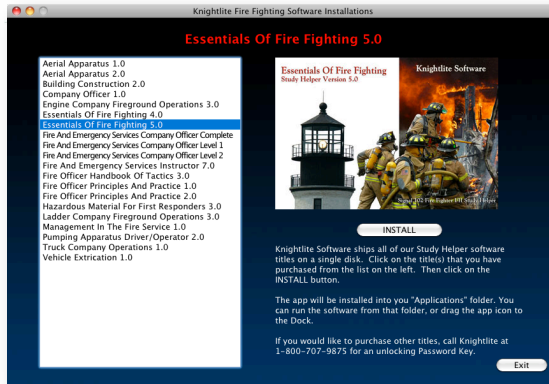 Knightlite Fire Fighting Software Installations
Essentials Of Fire Fighting 5.0
Aerial Apparatus 1.0
Aerial Apparatus 2.0
Building Construction 2.0
Company Officer 1.0
Engine Company Fireground Operations 3.0
Essentials Of Fire Fighting 4.0
Essentials Of Fire Fighting 5.0
Fire And Emergency Services Company Officer Complete
Fire And Emergency Services Company Officer Level 1
Fire And Emergency Services Company Officer Level 2
Fire And Emergency Services Instructor 7.0
Fire Officer Handbook Of Tactics 3.0
Fire Officer Principles And Practice 1.0
Fire Officer Principles And Practice 2.0
Hazardous Material For First Responders 3.0
Ladder Company Fireground Operations 3.0
Management In The Fire Service 1.0
Pumping Apparatus Driver/Operator 2.0
Truck Company Operations 1.0
Vehicle Extrication 1.0
Essentials Of Fire Fighting
Study Helper Version 5.0
Knightlite Software
Signal 102 Fire Fighter 101 Study Helper
INSTALL
Knightlite Software ships all of our Study Helper software
titles on a single disk. Click on the title(s) that you have
purchased from the list on the left. Then click on the
INSTALL button.
The app will be installed into you "Applications" folder. You
can run the software from that folder, or drag the app icon to
the Dock.
If you would like to purchase other titles, call Knightlite at
1-800-707-9875 for an unlocking Password Key.
Exit